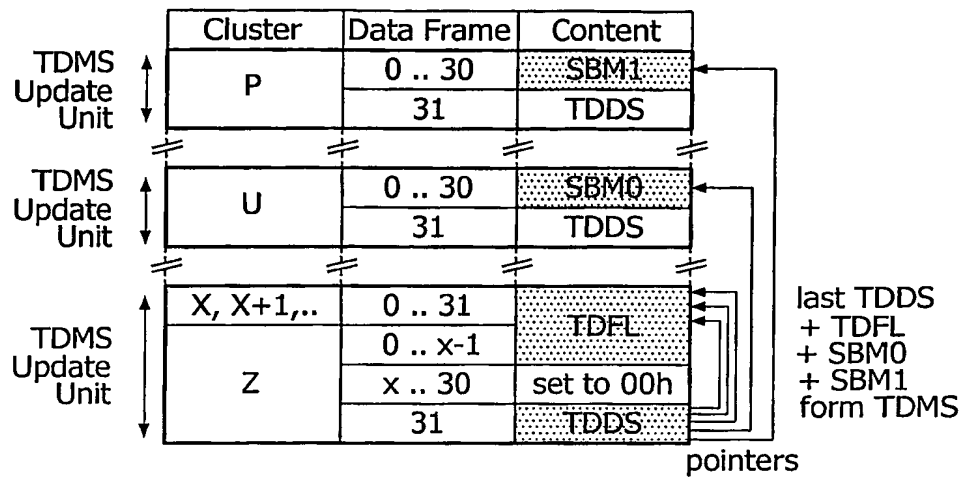 Cluster Data Frame Content
TDMS
Update
Unit
P
0 .. 30 SBM1
31 TDDS
TDMS
Update
Unit
U
0 .. 30 SBM0
31 TDDS
TDMS
Update
Unit
X, X+1,.. 0 .. 31
TDFL
0 .. x-1
Z
x .. 30 set to 00h
31 TDDS
last TDDS
+ TDFL
+ SBM0
+ SBM1
form TDMS
pointers